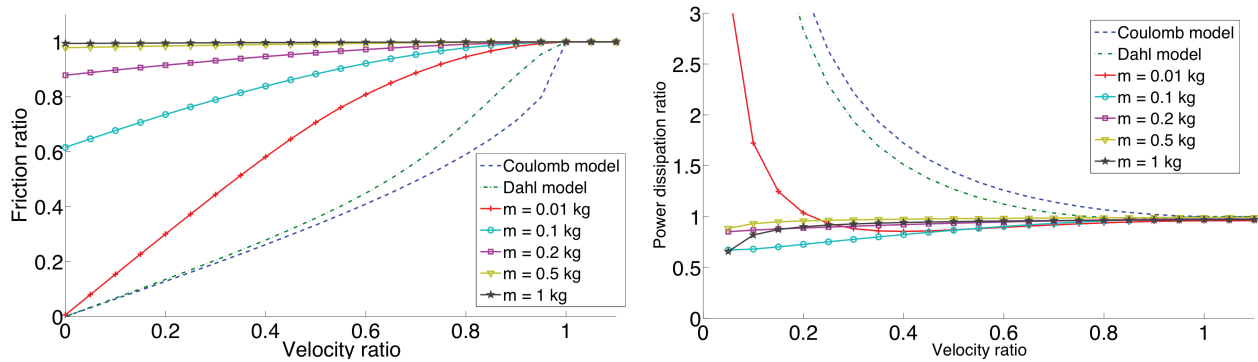 Friction ratio
1
0.8
0.6
0.4
0.2
0
0 0.2 0.4 0.6 0.8 1
Velocity ratio
Coulomb model
Dahl model
m = 0.01 kg
m = 0.1 kg
m = 0.2 kg
m = 0.5 kg
m = 1 kg
Power dissipation ratio
3
2.5
2
1.5
1
0.5
0
0 0.2 0.4 0.6 0.8 1
Velocity ratio
Coulomb model
Dahl model
m = 0.01 kg
m = 0.1 kg
m = 0.2 kg
m = 0.5 kg
m = 1 kg